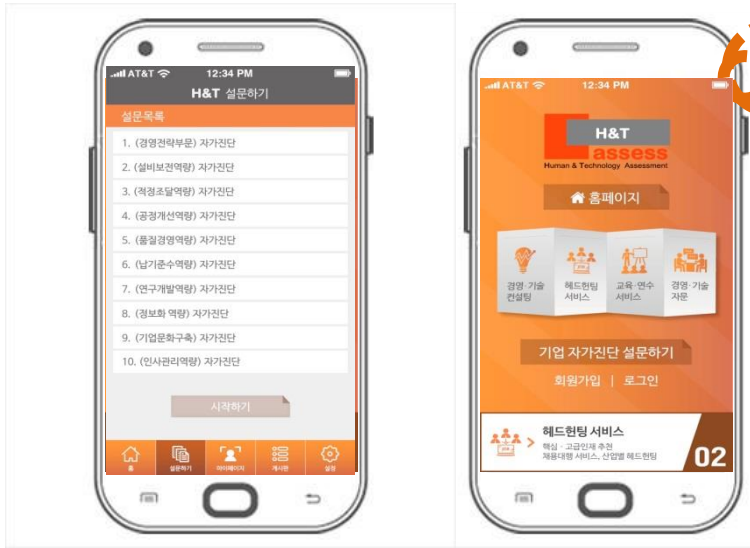 AT&T 12:34 PM
H&T 설문하기
설문목록
1. (경영전략부문) 자가진단
2. (설비보전역량) 자가진단
3. (적정조달역량) 자가진단
4. (공정개선역량) 자가진단
5. (품질경영역량) 자가진단
6. (납기준수역량) 자가진단
7. (연구개발역량) 자가진단
8. (정보화 역량) 자가진단
9. (기업문화구축) 자가진단
10. (인사관리역량) 자가진단
시작하기
홈 설문하기 마이페이지 게시판 설정
AT&T 12:34 PM
H&T
assess
Human & Technology Assessment
홈페이지
경영·기술 헤드헌팅 교육·연수 경영·기술
컨설팅 서비스 서비스 자문
기업 자가진단 설문하기
회원가입 | 로그인
헤드헌팅 서비스
핵심·고급인재 추천
채용대행 서비스, 산업별 헤드헌팅
02